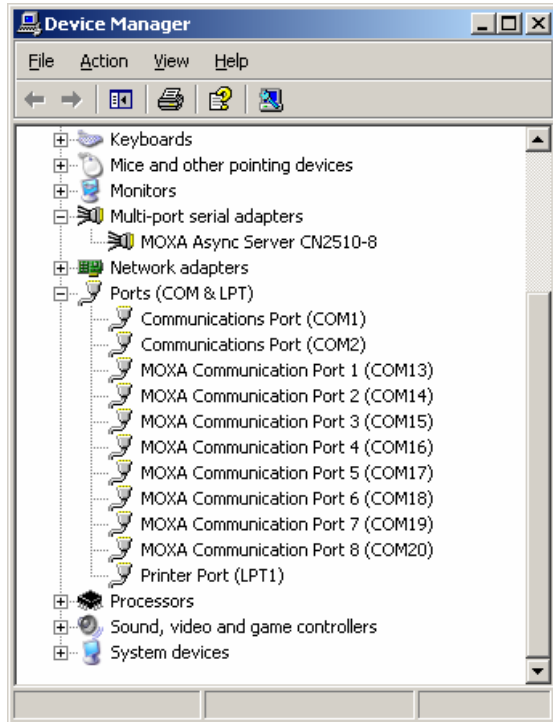 Device Manager
File Action View Help
Keyboards
Mice and other pointing devices
Monitors
Multi-port serial adapters
MOXA Async Server CN2510-8
Network adapters
Ports (COM & LPT)
Communications Port (COM1)
Communications Port (COM2)
MOXA Communication Port 1 (COM13)
MOXA Communication Port 2 (COM14)
MOXA Communication Port 3 (COM15)
MOXA Communication Port 4 (COM16)
MOXA Communication Port 5 (COM17)
MOXA Communication Port 6 (COM18)
MOXA Communication Port 7 (COM19)
MOXA Communication Port 8 (COM20)
Printer Port (LPT1)
Processors
Sound, video and game controllers
System devices